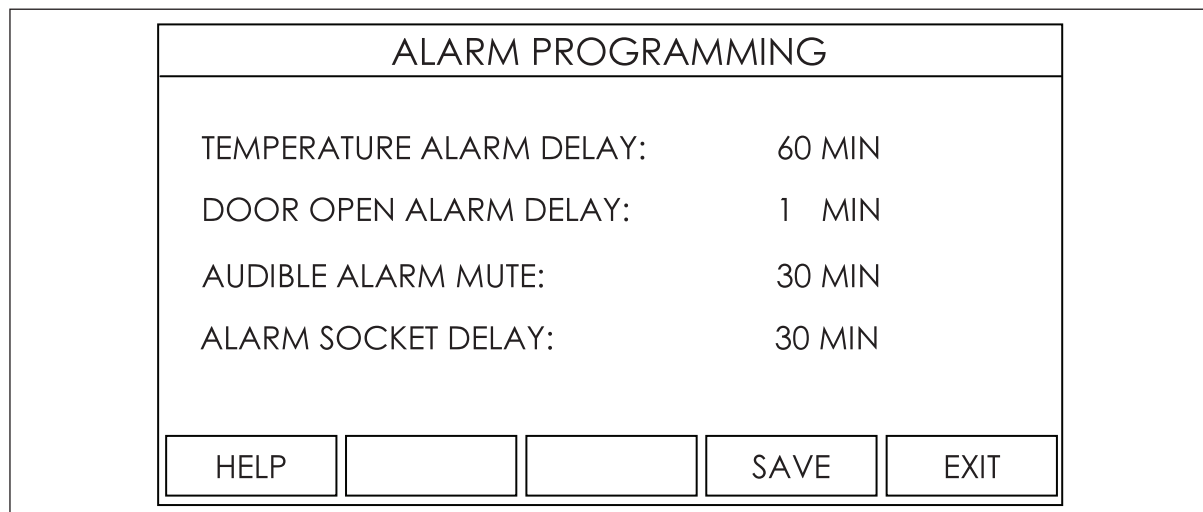 ALARM PROGRAMMING
TEMPERATURE ALARM DELAY: 60 MIN
DOOR OPEN ALARM DELAY: 1 MIN
AUDIBLE ALARM MUTE: 30 MIN
ALARM SOCKET DELAY: 30 MIN
HELP SAVE EXIT